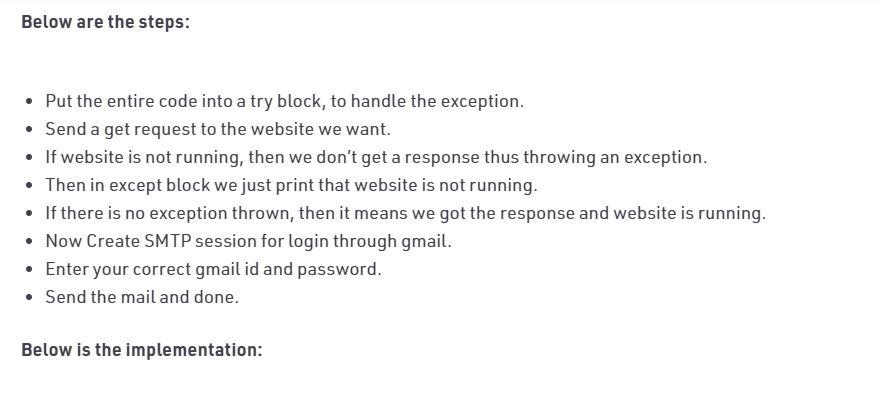 Below are the steps:
• Put the entire code into a try block, to handle the exception.
• Send a get request to the website we want.
• If website is not running, then we don’t get a response thus throwing an exception.
• Then in except block we just print that website is not running.
• If there is no exception thrown, then it means we got the response and website is running.
• Now Create SMTP session for login through gmail.
• Enter your correct gmail id and password.
• Send the mail and done.
Below is the implementation: